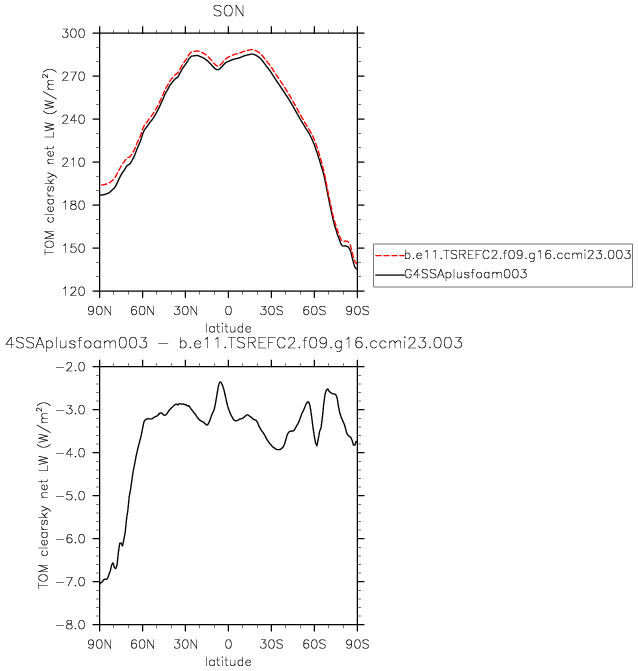 SON
TOM clearsky net LW (W/m²)
300
270
240
210
180
150
120
90N 60N 30N 0 30S 60S 90S
latitude
b.e11.TSREFC2.f09.g16.ccmi23.003
G4SSAplusfoam003
4SSAplusfoam003 − b.e11.TSREFC2.f09.g16.ccmi23.003
TOM clearsky net LW (W/m²)
−2.0
−3.0
−4.0
−5.0
−6.0
−7.0
−8.0
90N 60N 30N 0 30S 60S 90S
latitude